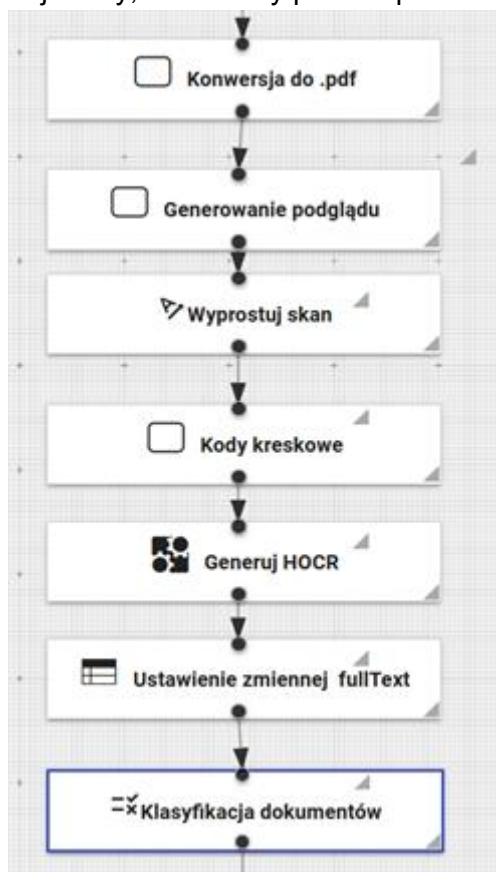 Konwersja do .pdf
Generowanie podglądu
Wyprostuj skan
Kody kreskowe
Generuj HOCR
Ustawienie zmiennej fullText
Klasyfikacja dokumentów